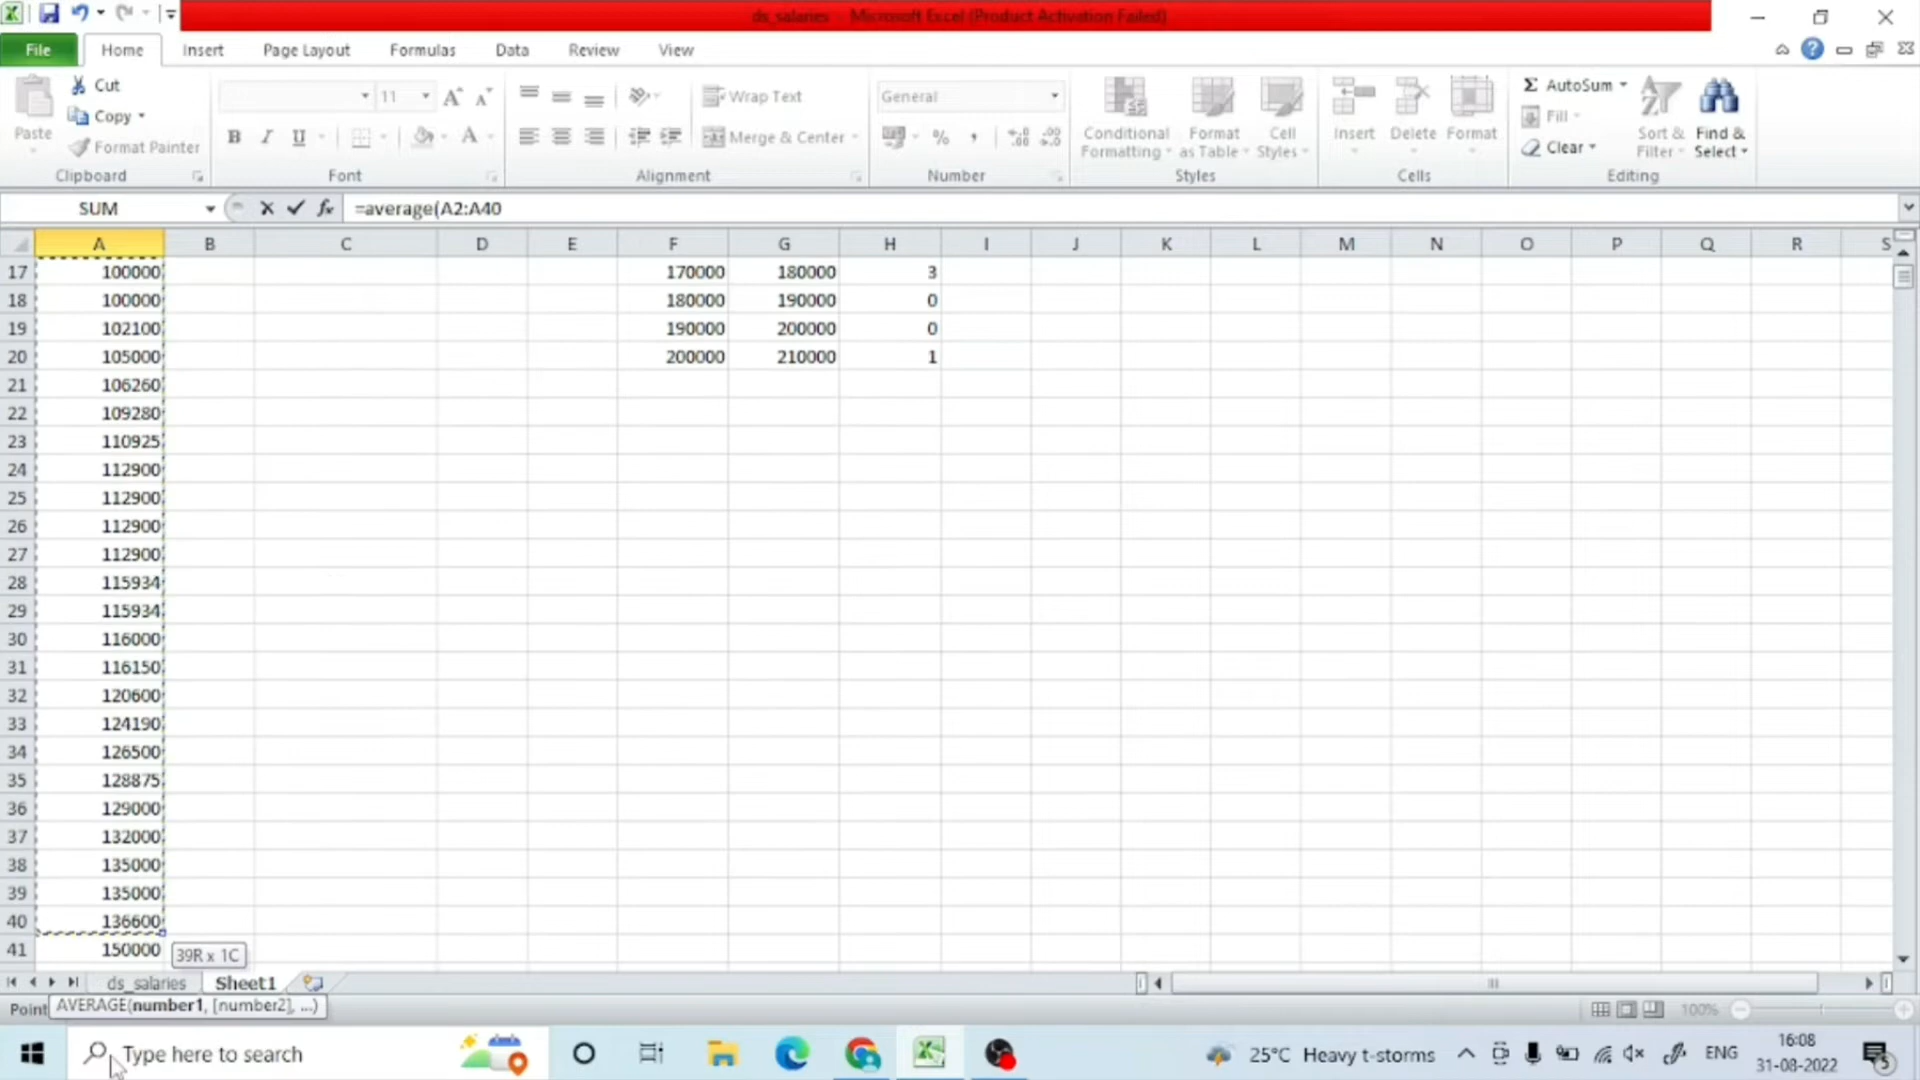 ds_salaries - Microsoft Excel (Product Activation Failed)
File Home Insert Page Layout Formulas Data Review View
Cut
Copy
Format Painter
Paste
11
B I U
Wrap Text
Merge & Center
General
Conditional Formatting
Format as Table
Cell Styles
Insert Delete Format
AutoSum
Fill
Clear
Sort & Filter
Find & Select
Clipboard Font Alignment Number Styles Cells Editing
SUM fx =average(A2:A40
A B C D E F G H I J K L M N O P Q R S
17 100000 170000 180000 3
18 100000 180000 190000 0
19 102100 190000 200000 0
20 105000 200000 210000 1
21 106260
22 109280
23 110925
24 112900
25 112900
26 112900
27 112900
28 115934
29 115934
30 116000
31 116150
32 120600
33 124190
34 126500
35 128875
36 129000
37 132000
38 135000
39 135000
40 136600
41 150000 39R x 1C
ds_salaries Sheet1
Point AVERAGE(number1, [number2], ...) 100%
Type here to search
25°C Heavy t-storms
ENG
16:08
31-08-2022
5